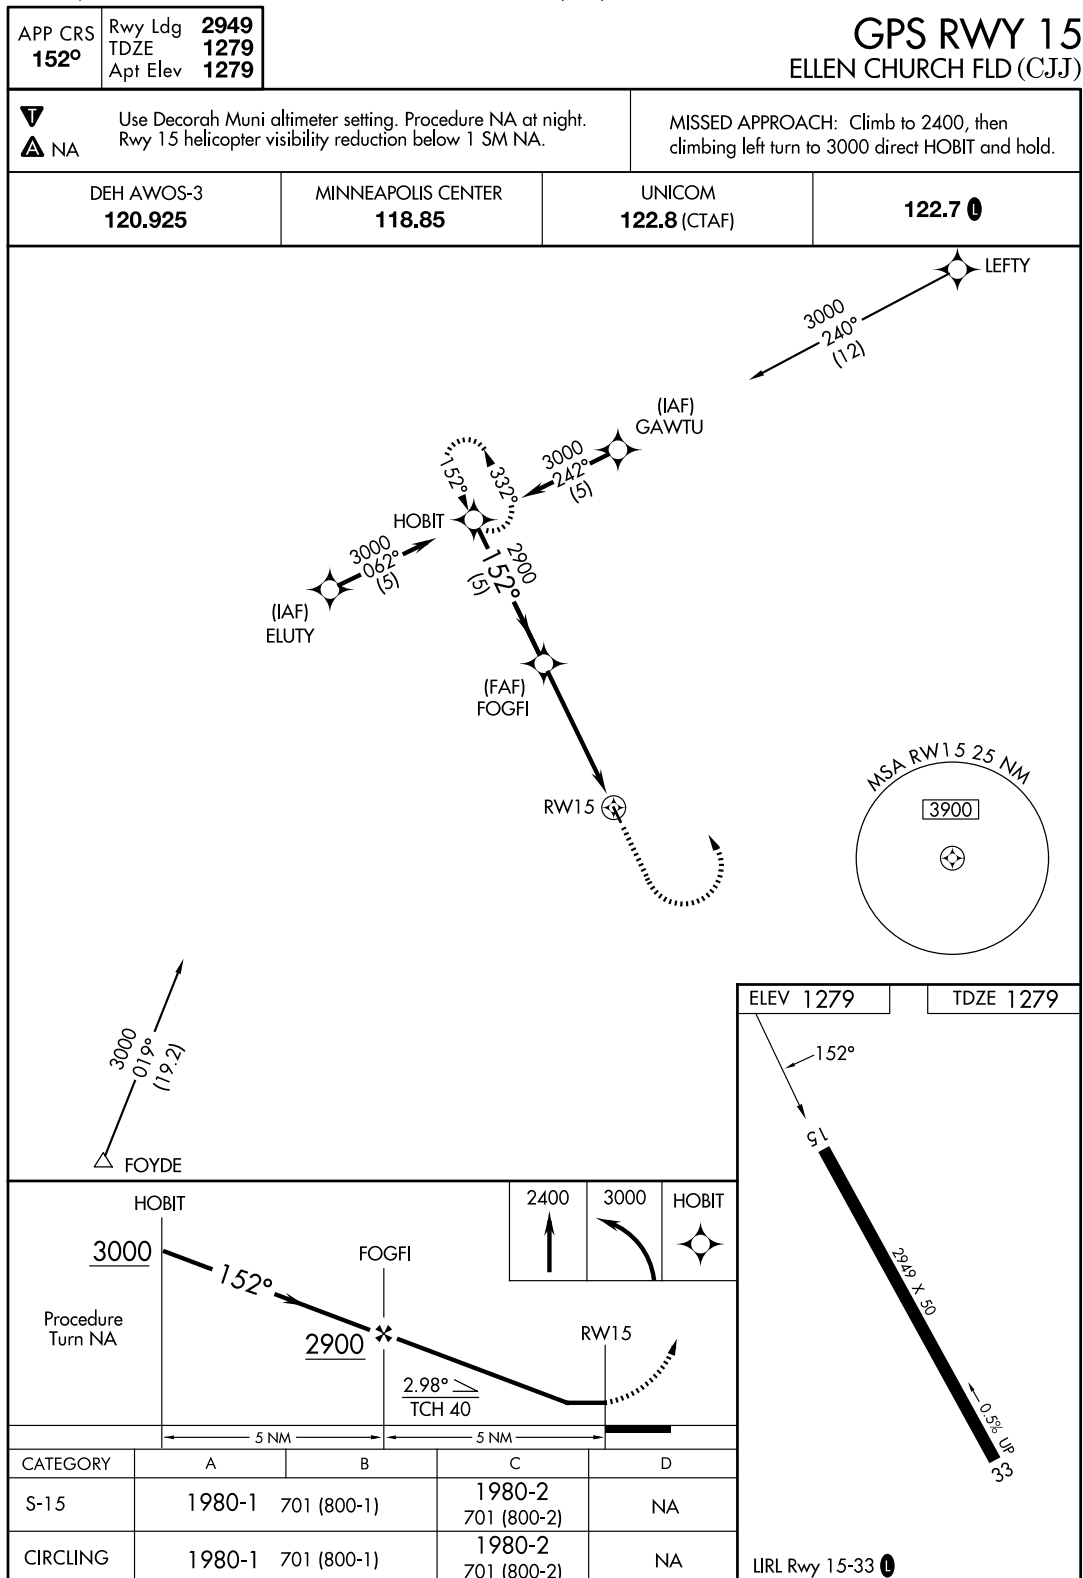 APP CRS
152°
Rwy Ldg 2949
TDZE 1279
Apt Elev 1279
GPS RWY 15
ELLEN CHURCH FLD (CJJ)
T
A NA
Use Decorah Muni altimeter setting. Procedure NA at night.
Rwy 15 helicopter visibility reduction below 1 SM NA.
MISSED APPROACH: Climb to 2400, then
climbing left turn to 3000 direct HOBIT and hold.
DEH AWOS-3
120.925
MINNEAPOLIS CENTER
118.85
UNICOM
122.8 (CTAF)
122.7 L
LEFTY
3000
240°
(12)
(IAF)
GAWTU
3000
242°
(5)
152°
332°
HOBIT
3000
062°
(5)
(IAF)
ELUTY
2900
152°
(5)
(FAF)
FOGFI
RW15
MSA RW15 25 NM
3900
3000
019°
(19.2)
FOYDE
ELEV 1279
TDZE 1279
152°
15
2949 X 50
0.5% UP
33
LIRL Rwy 15-33 L
HOBIT
3000
152°
Procedure
Turn NA
FOGFI
2900
2.98°
TCH 40
RW15
2400
3000
HOBIT
5 NM
5 NM
CATEGORY A B C D
S-15 1980-1 701 (800-1) 1980-2 701 (800-2) NA
CIRCLING 1980-1 701 (800-1) 1980-2 701 (800-2) NA